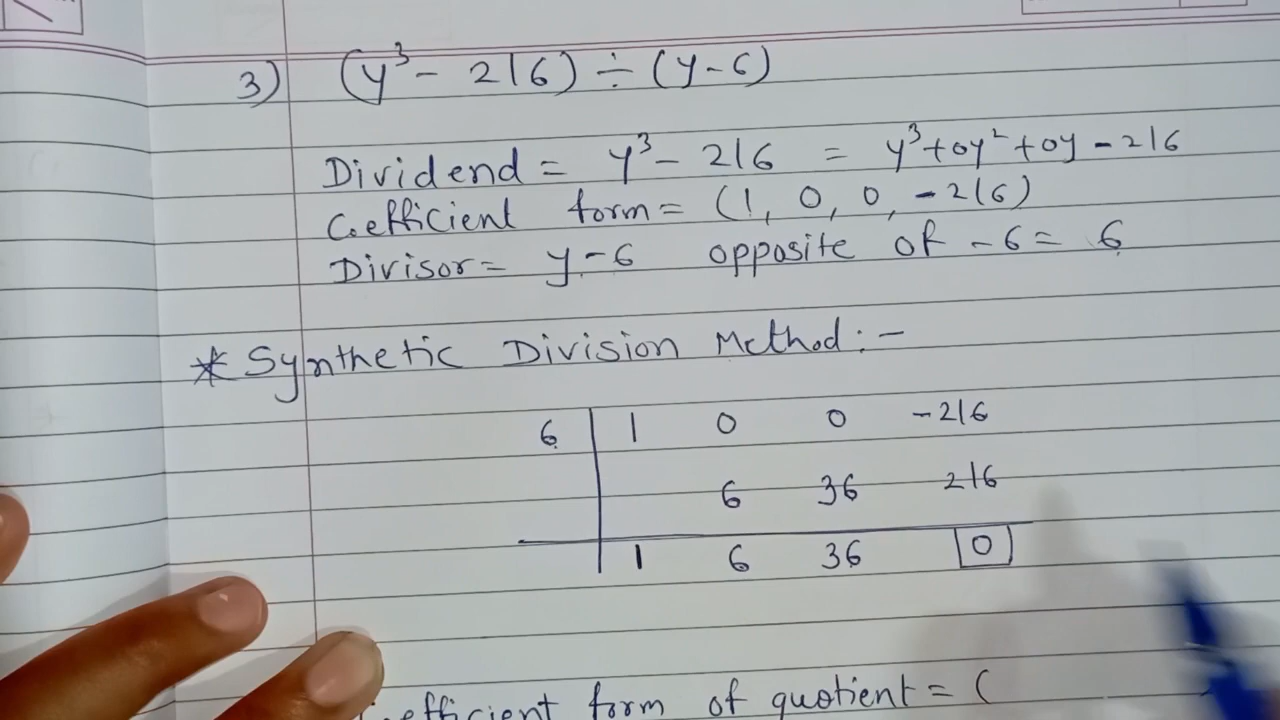 3) (y³ - 216) ÷ (y-6)
Dividend = y³ - 216 = y³+0y²+0y-216
Coefficient form = (1, 0, 0, -216)
Divisor = y-6 opposite of -6 = 6
* Synthetic Division Method :-
6 1 0 0 -216
6 36 216
1 6 36 0
efficient form of quotient = (